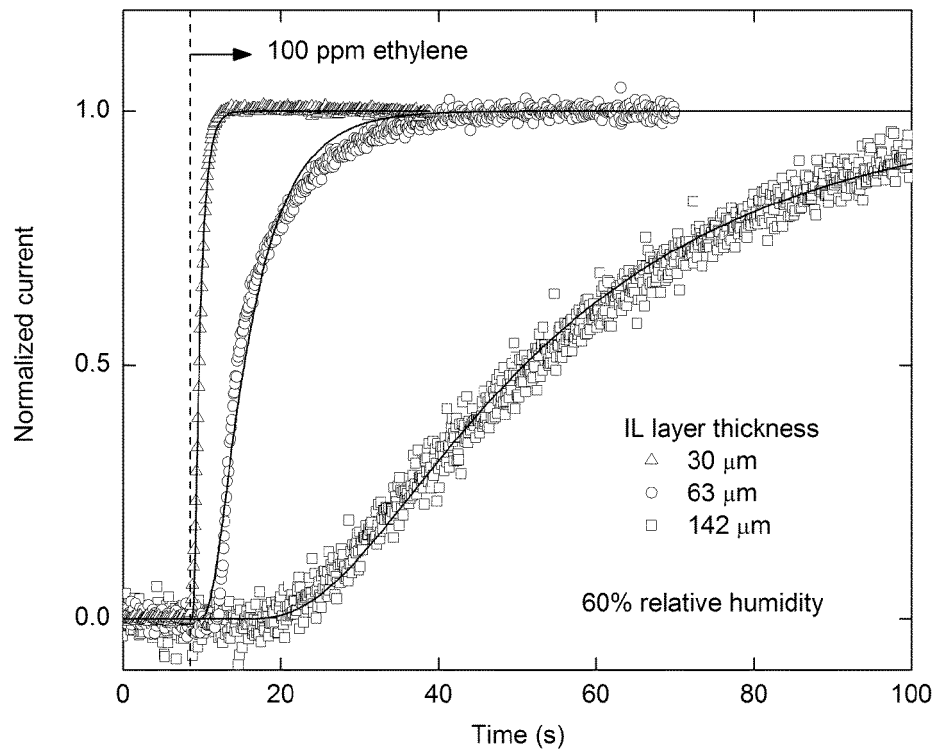 100 ppm ethylene
1.0
0.5
0.0
Normalized current
IL layer thickness
30 μm
63 μm
142 μm
60% relative humidity
0 20 40 60 80 100
Time (s)